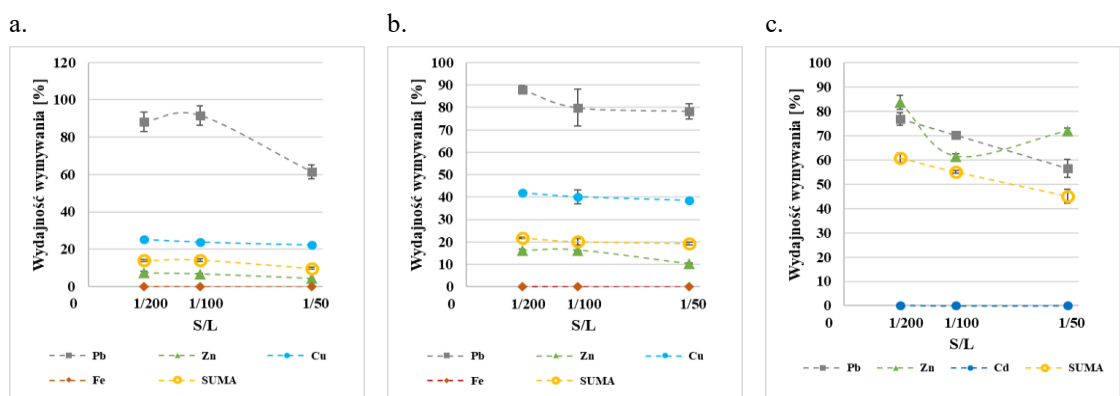 a.
b.
c.
Wydajność wymywania [%]
120
100
80
60
40
20
0
0
1/200
1/100
1/50
S/L
Pb
Zn
Cu
Fe
SUMA
Wydajność wymywania [%]
100
90
80
70
60
50
40
30
20
10
0
0
1/200
1/100
1/50
S/L
Pb
Zn
Cu
Fe
SUMA
Wydajność wymywania [%]
100
90
80
70
60
50
40
30
20
10
0
0
1/200
1/100
1/50
S/L
Pb
Zn
Cd
SUMA